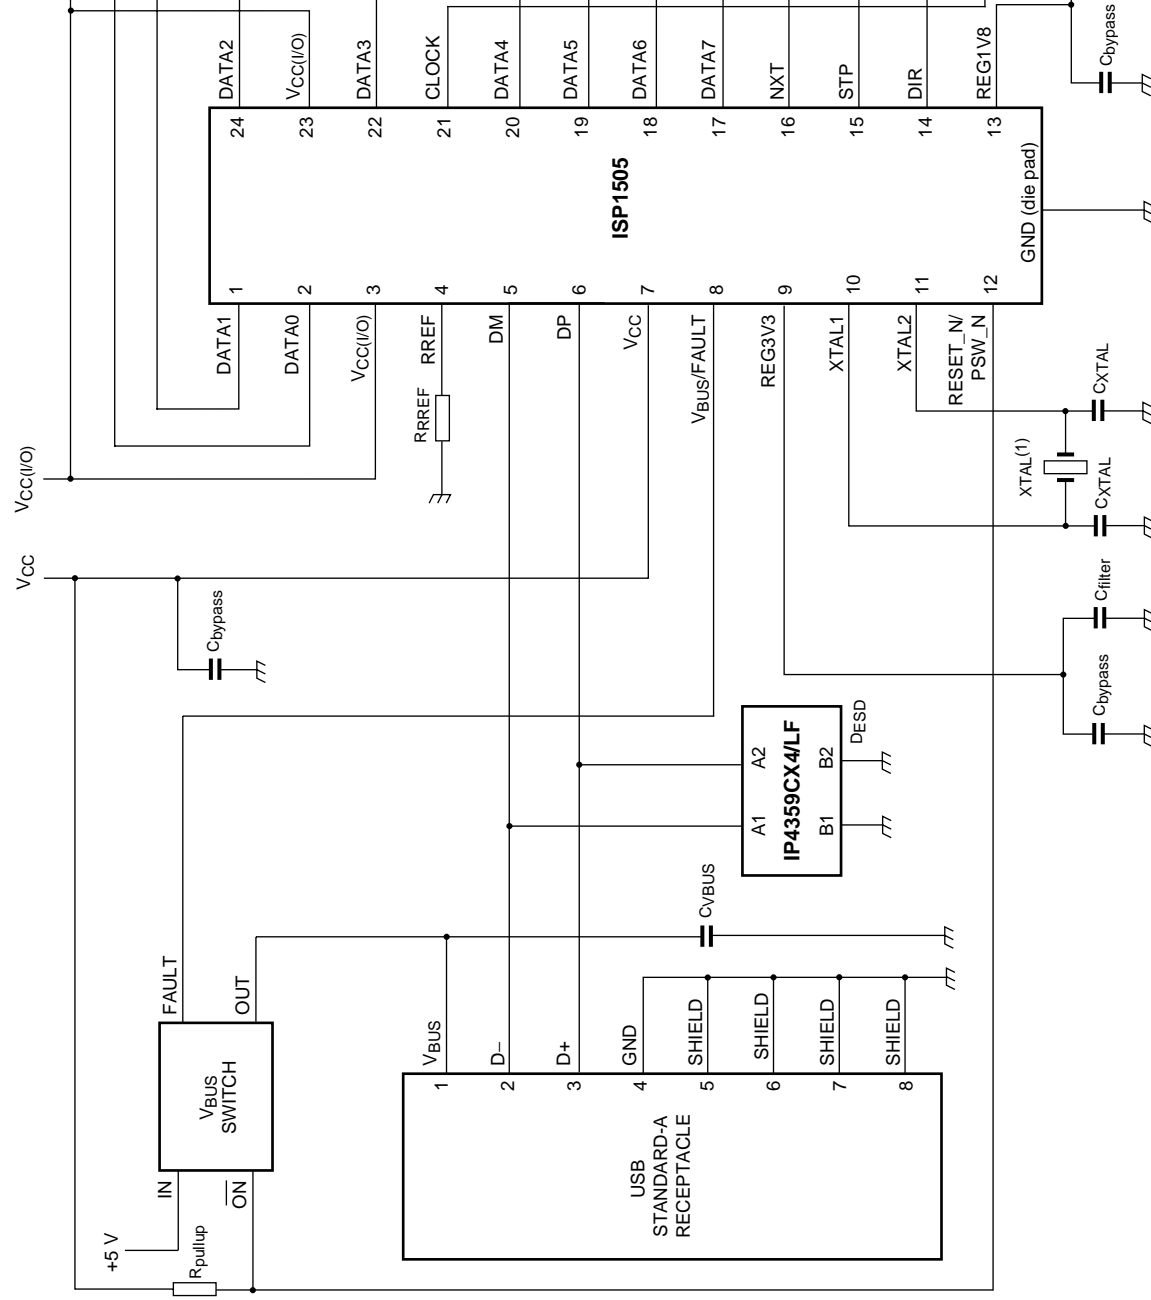 DATA2
VCC(I/O)
DATA3
CLOCK
DATA4
DATA5
DATA6
DATA7
NXT
STP
DIR
REG1V8
Cbypass
24
23
22
21
20
19
18
17
16
15
14
13
ISP1505
GND (die pad)
1
2
3
4
5
6
7
8
9
10
11
12
DATA1
DATA0
VCC(I/O)
RREF
DM
DP
VCC
VBUS/FAULT
REG3V3
XTAL1
XTAL2
RESET_N/
PSW_N
RRREF
VCC(I/O)
VCC
CXTAL
XTAL(1)
CXTAL
Cbypass
Cfilter
Cbypass
A1
A2
IP4359CX4/LF
B1
B2
DESD
CVBUS
FAULT
OUT
VBUS
SWITCH
IN
O̅N̅
+5 V
Rpullup
VBUS
D−
D+
GND
SHIELD
SHIELD
SHIELD
SHIELD
1
2
3
4
5
6
7
8
USB
STANDARD-A
RECEPTACLE